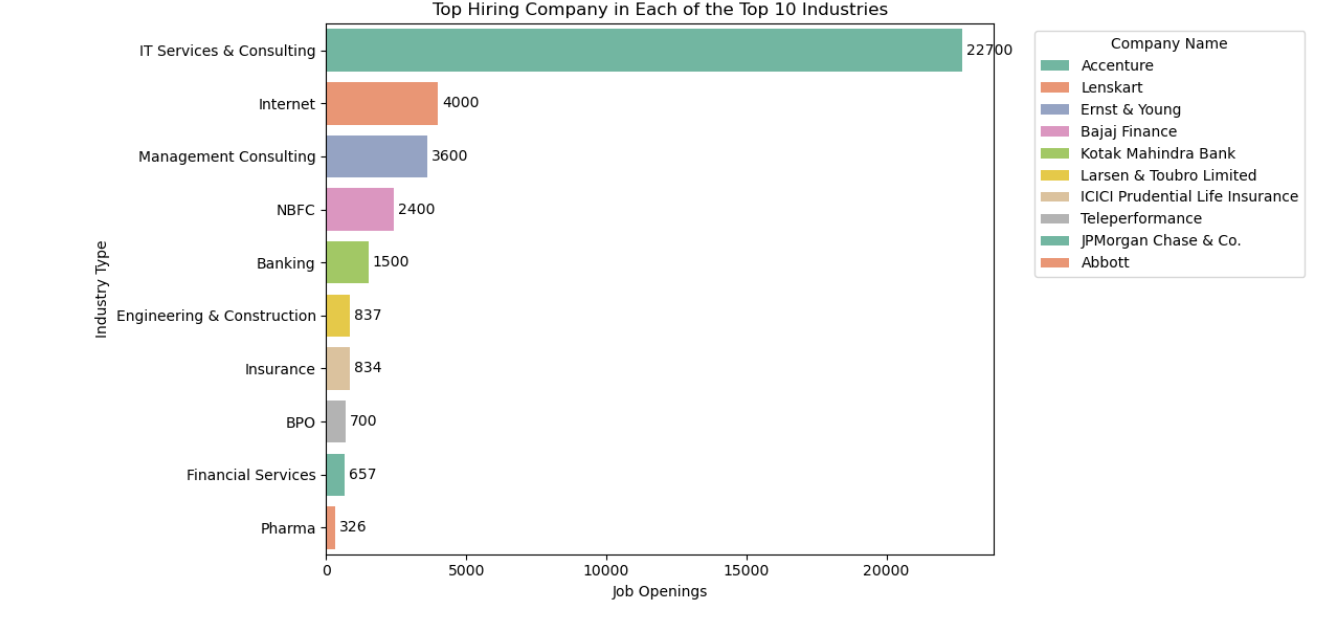 Top Hiring Company in Each of the Top 10 Industries
Industry Type
IT Services & Consulting 22700
Internet 4000
Management Consulting 3600
NBFC 2400
Banking 1500
Engineering & Construction 837
Insurance 834
BPO 700
Financial Services 657
Pharma 326
0 5000 10000 15000 20000
Job Openings
Company Name
Accenture
Lenskart
Ernst & Young
Bajaj Finance
Kotak Mahindra Bank
Larsen & Toubro Limited
ICICI Prudential Life Insurance
Teleperformance
JPMorgan Chase & Co.
Abbott